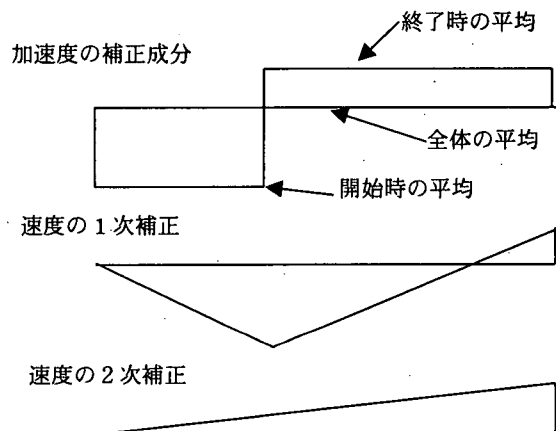 終了時の平均
加速度の補正成分
全体の平均
開始時の平均
速度の1次補正
速度の2次補正